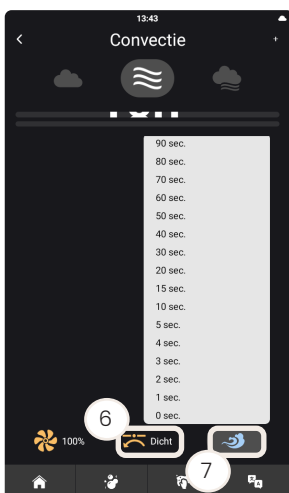 13:43
Convectie
+
90 sec.
80 sec.
70 sec.
60 sec.
50 sec.
40 sec.
30 sec.
20 sec.
15 sec.
10 sec.
5 sec.
4 sec.
3 sec.
2 sec.
1 sec.
0 sec.
6
100%
Dicht
7